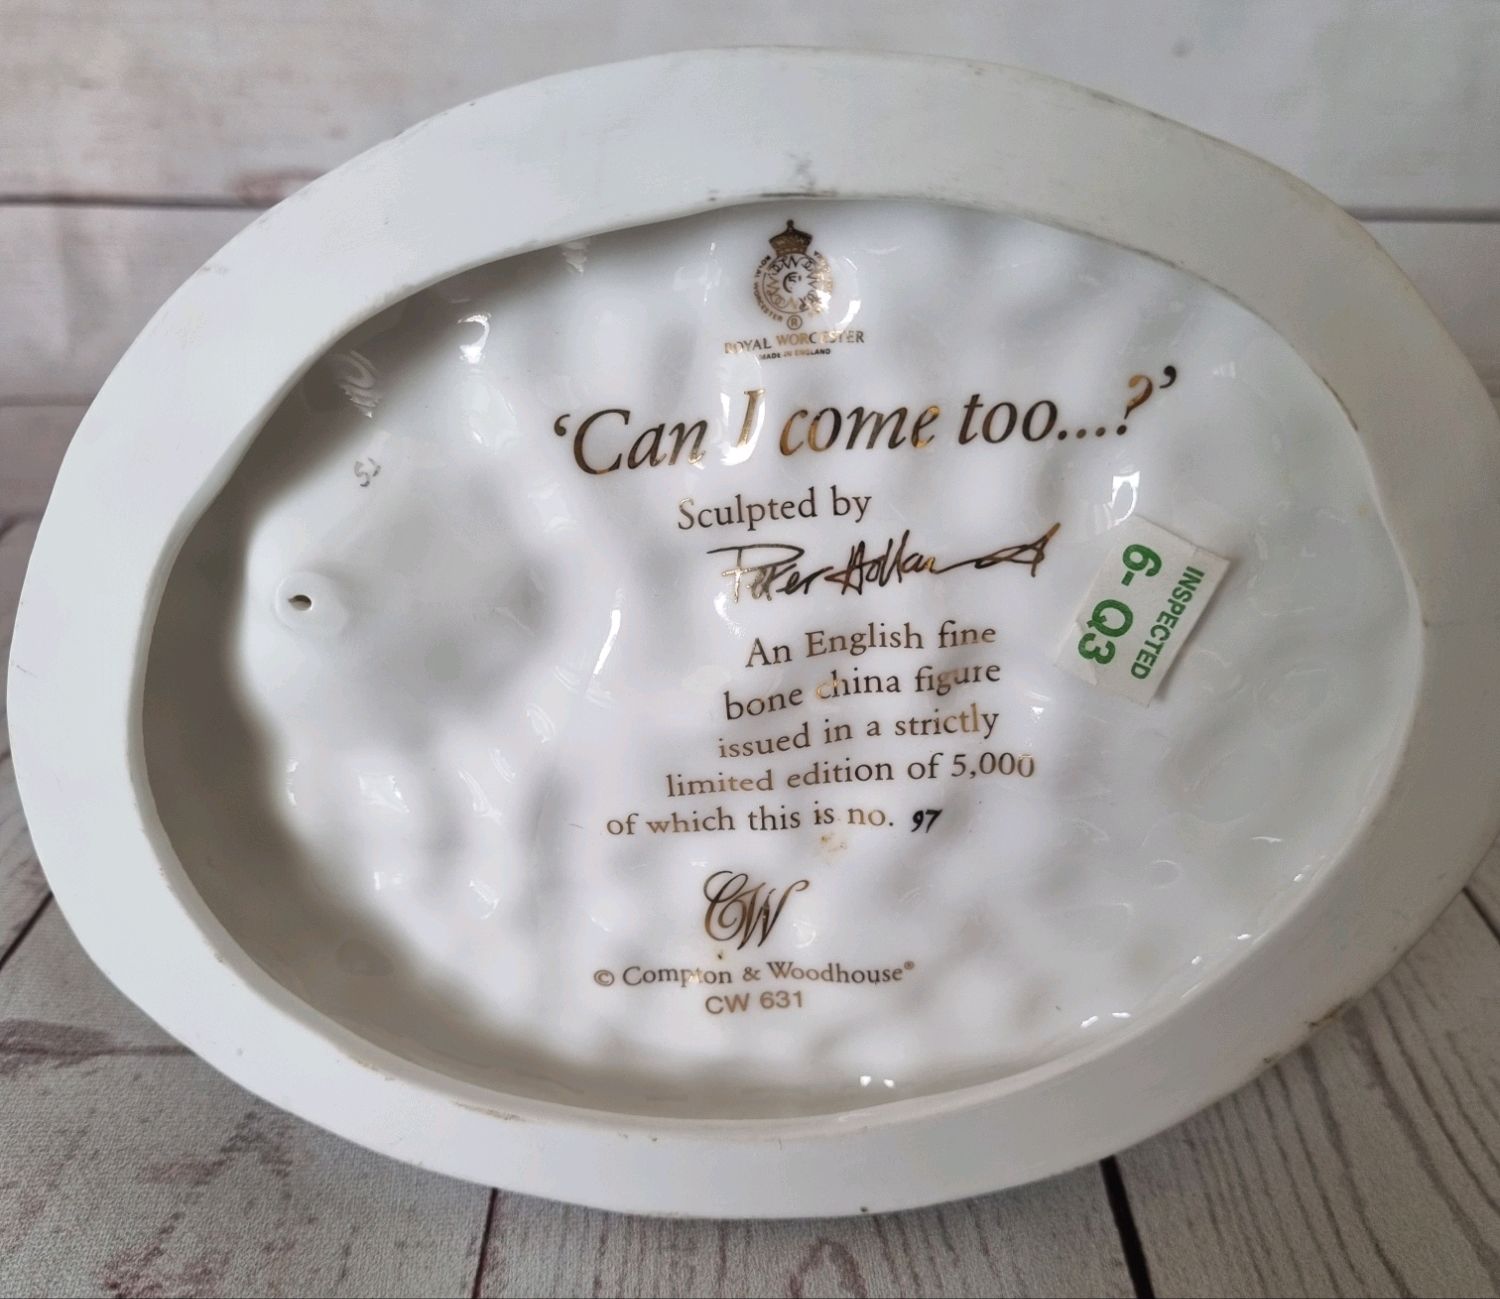 ROYAL WORCESTER
MADE IN ENGLAND
‘Can I come too...?’
Sculpted by
Peter Holland
An English fine
bone china figure
issued in a strictly
limited edition of 5,000
of which this is no. 97
CW
© Compton & Woodhouse®
CW 631
INSPECTED
6- Q3